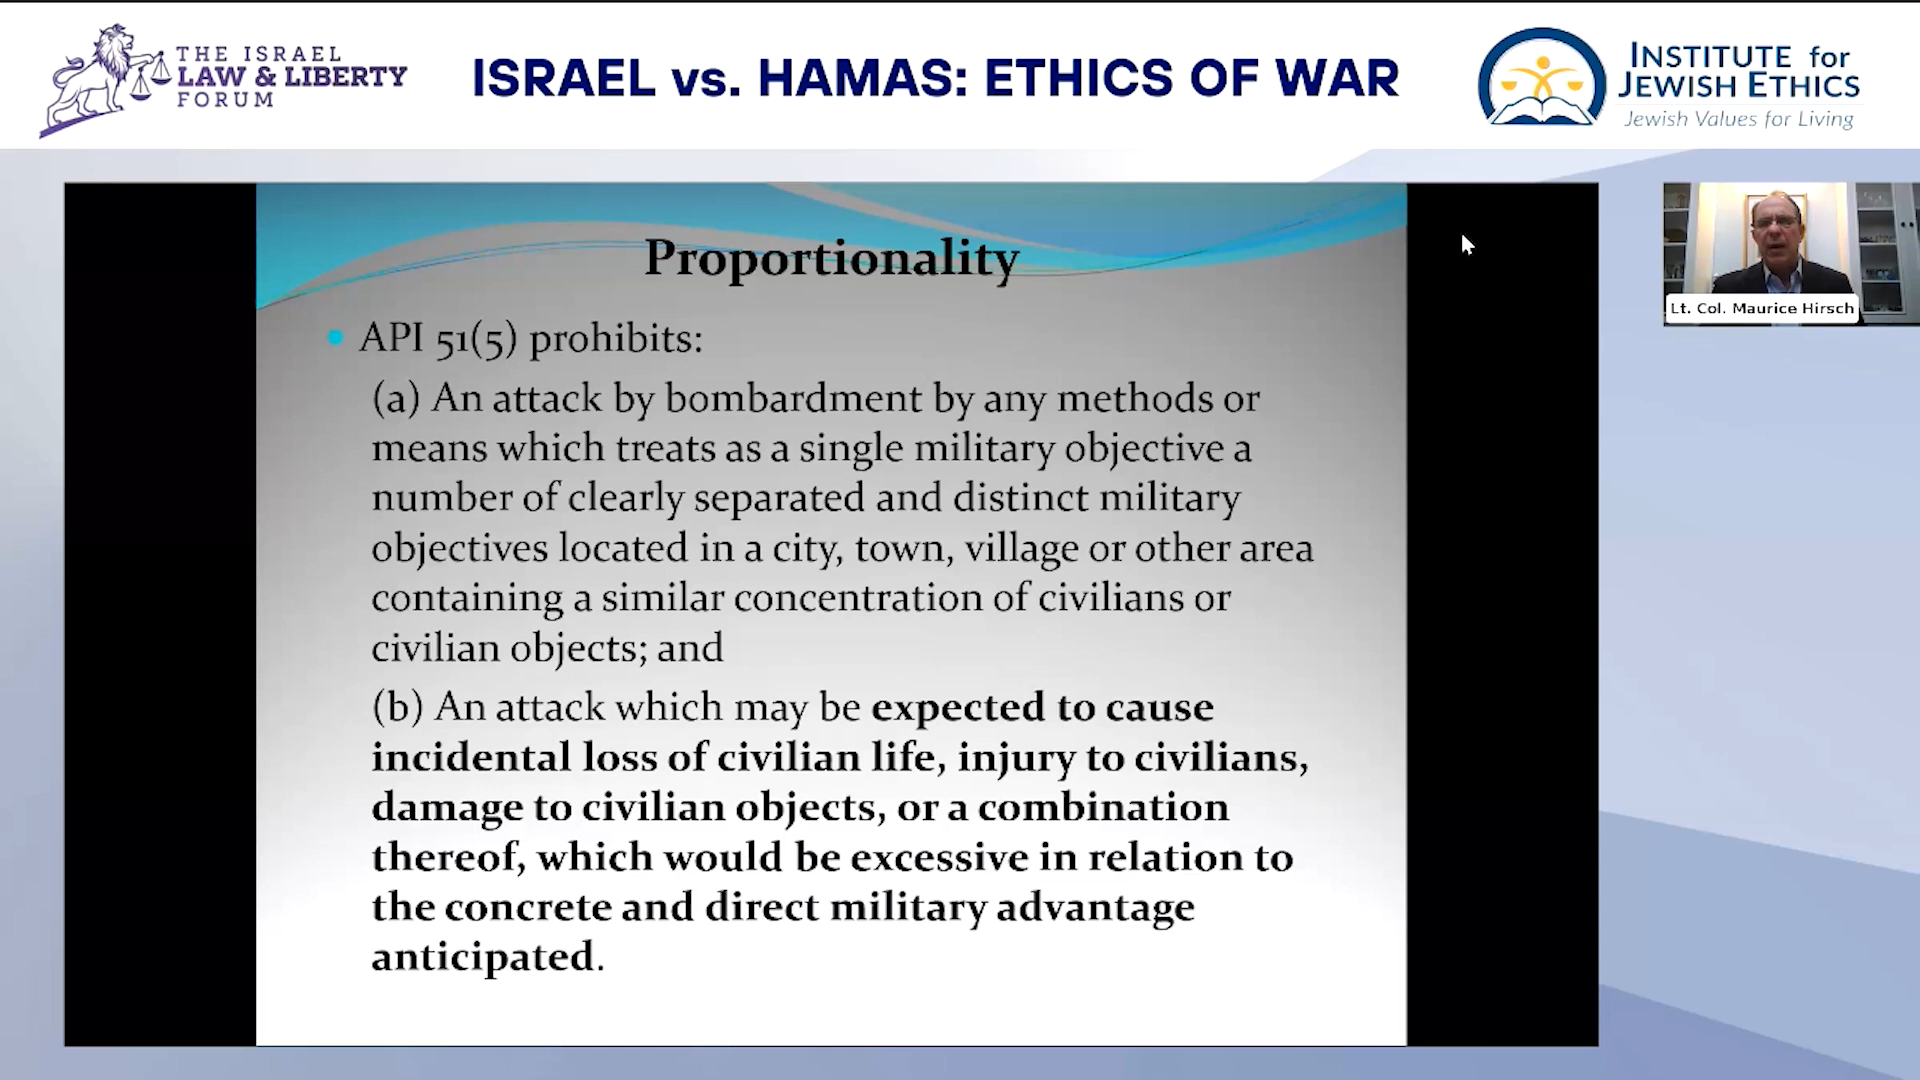 THE ISRAEL
LAW & LIBERTY
FORUM
ISRAEL vs. HAMAS: ETHICS OF WAR
INSTITUTE for
JEWISH ETHICS
Jewish Values for Living
Proportionality
• API 51(5) prohibits:
(a) An attack by bombardment by any methods or
means which treats as a single military objective a
number of clearly separated and distinct military
objectives located in a city, town, village or other area
containing a similar concentration of civilians or
civilian objects; and
(b) An attack which may be expected to cause
incidental loss of civilian life, injury to civilians,
damage to civilian objects, or a combination
thereof, which would be excessive in relation to
the concrete and direct military advantage
anticipated.
Lt. Col. Maurice Hirsch